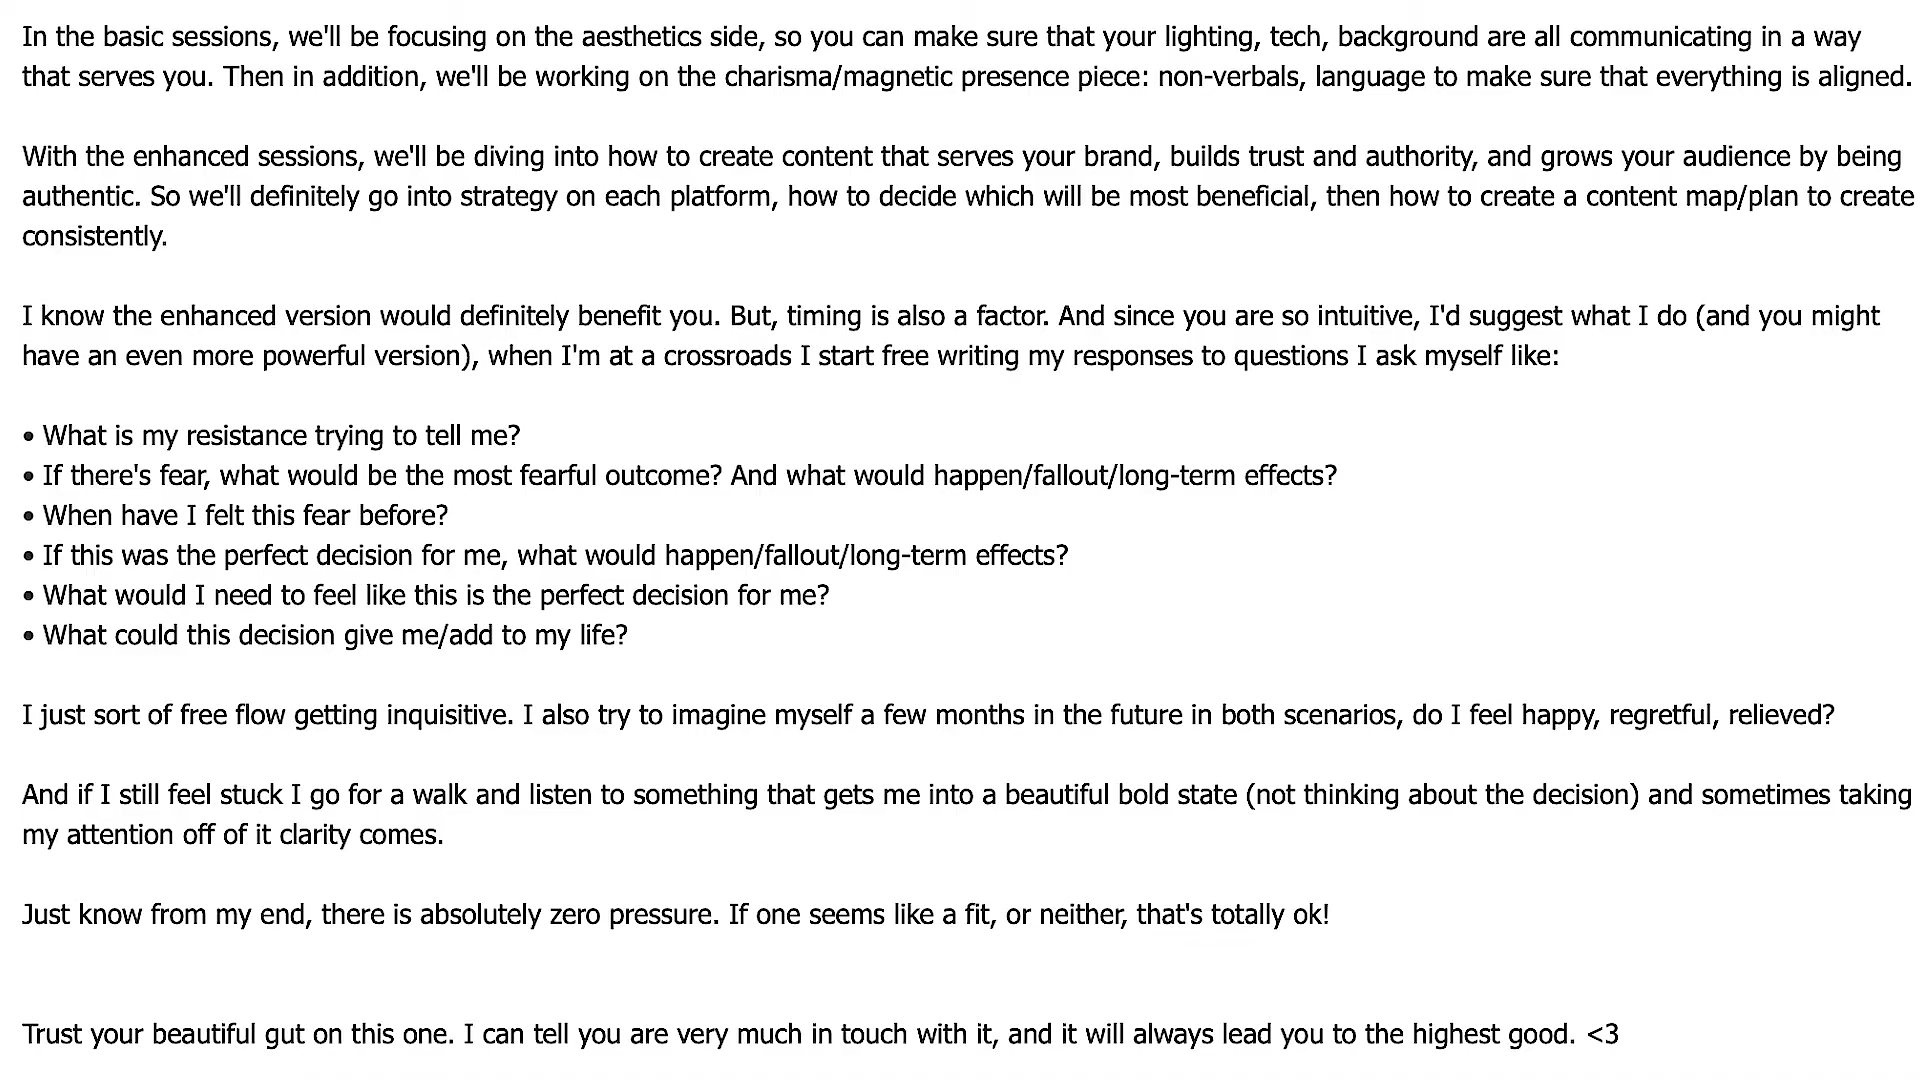 In the basic sessions, we'll be focusing on the aesthetics side, so you can make sure that your lighting, tech, background are all communicating in a way
that serves you. Then in addition, we'll be working on the charisma/magnetic presence piece: non-verbals, language to make sure that everything is aligned.
With the enhanced sessions, we'll be diving into how to create content that serves your brand, builds trust and authority, and grows your audience by being
authentic. So we'll definitely go into strategy on each platform, how to decide which will be most beneficial, then how to create a content map/plan to create
consistently.
I know the enhanced version would definitely benefit you. But, timing is also a factor. And since you are so intuitive, I'd suggest what I do (and you might
have an even more powerful version), when I'm at a crossroads I start free writing my responses to questions I ask myself like:
• What is my resistance trying to tell me?
• If there's fear, what would be the most fearful outcome? And what would happen/fallout/long-term effects?
• When have I felt this fear before?
• If this was the perfect decision for me, what would happen/fallout/long-term effects?
• What would I need to feel like this is the perfect decision for me?
• What could this decision give me/add to my life?
I just sort of free flow getting inquisitive. I also try to imagine myself a few months in the future in both scenarios, do I feel happy, regretful, relieved?
And if I still feel stuck I go for a walk and listen to something that gets me into a beautiful bold state (not thinking about the decision) and sometimes taking
my attention off of it clarity comes.
Just know from my end, there is absolutely zero pressure. If one seems like a fit, or neither, that's totally ok!
Trust your beautiful gut on this one. I can tell you are very much in touch with it, and it will always lead you to the highest good. <3